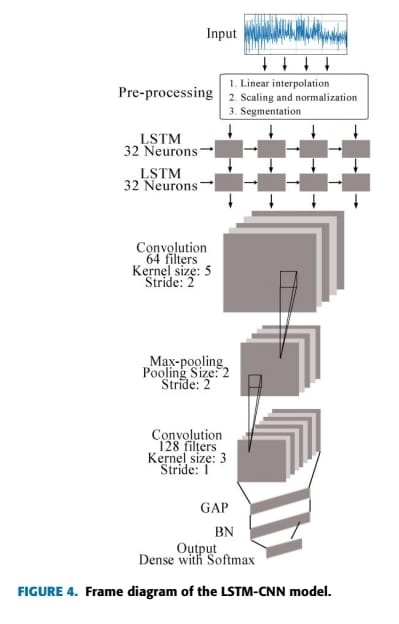 Input
Pre-processing
1. Linear interpolation
2. Scaling and normalization
3. Segmentation
LSTM
32 Neurons
LSTM
32 Neurons
Convolution
64 filters
Kernel size: 5
Stride: 2
Max-pooling
Pooling Size: 2
Stride: 2
Convolution
128 filters
Kernel size: 3
Stride: 1
GAP
BN
Output
Dense with Softmax
FIGURE 4. Frame diagram of the LSTM-CNN model.